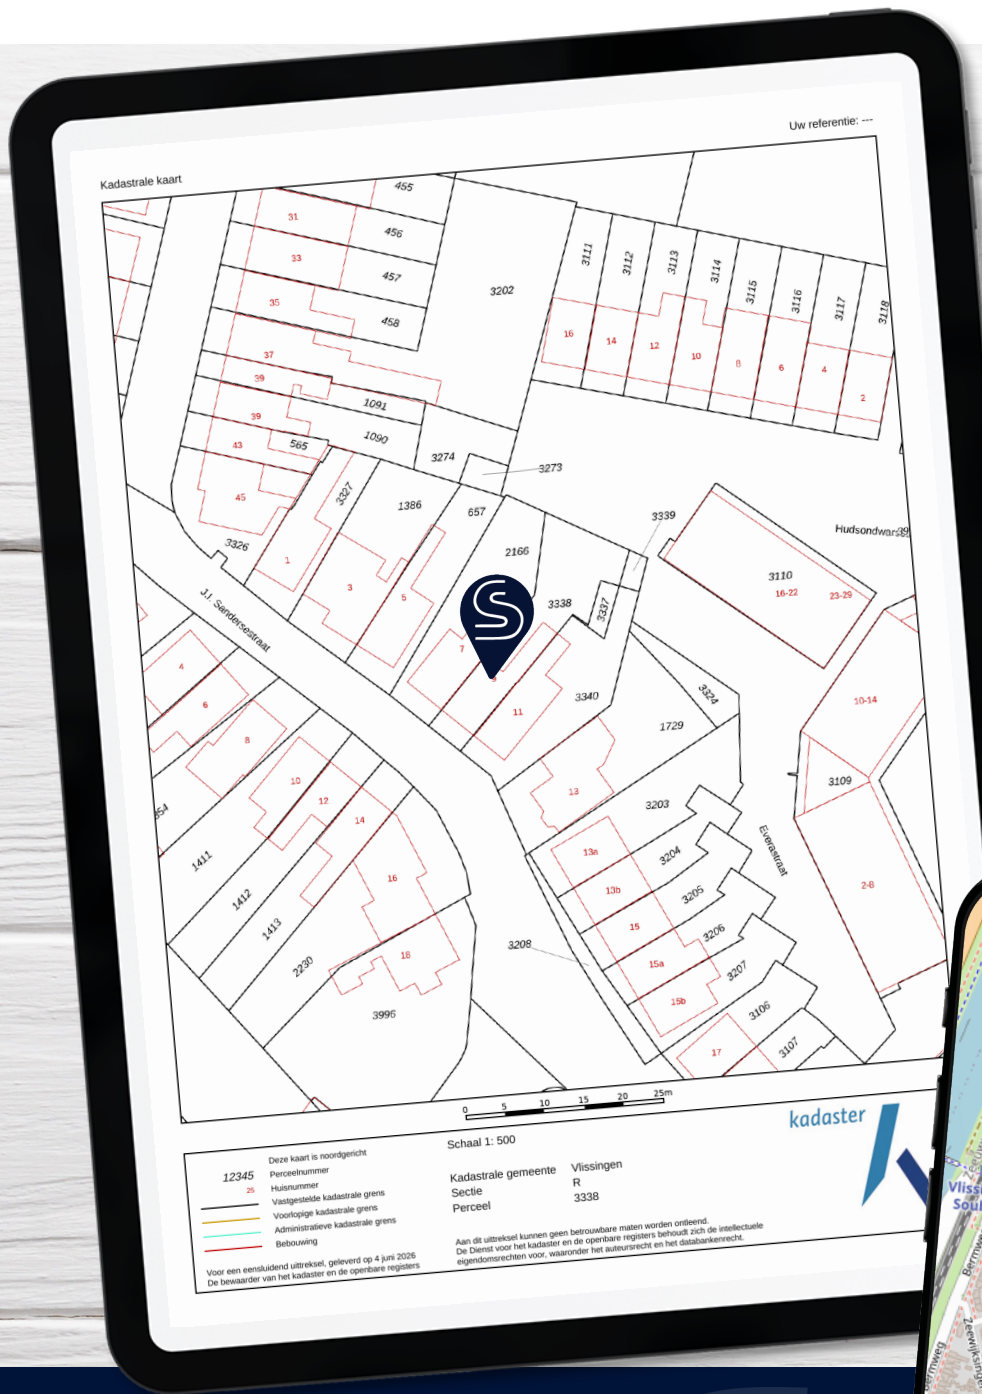 Uw referentie: ---
Kadastrale kaart
455
31
456
33
457
35
458
3202
3111
3112
3113
3114
3115
3116
3117
3118
16
14
12
10
8
6
4
2
37
39
1091
39
1090
43
565
3274
3273
45
3327
1386
657
3326
2166
3339
Hudsondwars
39
1
3
5
3110
16-22
23-29
3338
3337
J.I. Sandersestraat
7
9
11
3340
3324
10-14
4
6
8
1729
3109
10
12
14
13
3203
354
13a
3204
Everastraat
1411
16
13b
3205
2-8
1412
15
3206
1413
18
3208
15a
3207
2230
15b
3106
3996
17
3107
0 5 10 15 20 25m
Schaal 1: 500
kadaster
Deze kaart is noordgericht
12345 Perceelnummer
25 Huisnummer
Vastgestelde kadastrale grens
Voorlopige kadastrale grens
Administratieve kadastrale grens
Bebouwing
Kadastrale gemeente Vlissingen
Sectie R
Perceel 3338
Voor een eensluidend uittreksel, geleverd op 4 juni 2026
De bewaarder van het kadaster en de openbare registers
Aan dit uittreksel kunnen geen betrouwbare maten worden ontleend.
De Dienst voor het kadaster en de openbare registers behoudt zich de intellectuele
eigendomsrechten voor, waaronder het auteursrecht en het databankenrecht.
Vliss
Sou
Bermwe
Bermweg
Zeewijksing